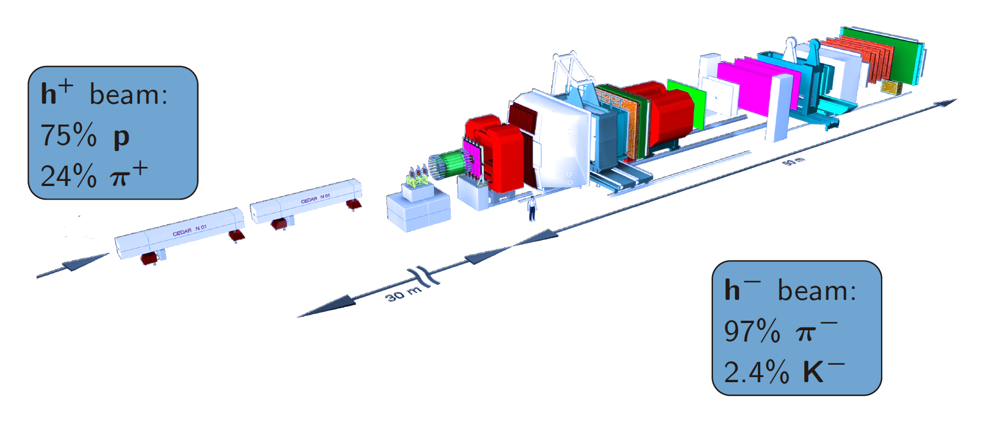 h⁺ beam:
75% p
24% π⁺
CEDAR N 01
CEDAR N 01
50 m
30 m
h⁻ beam:
97% π⁻
2.4% K⁻